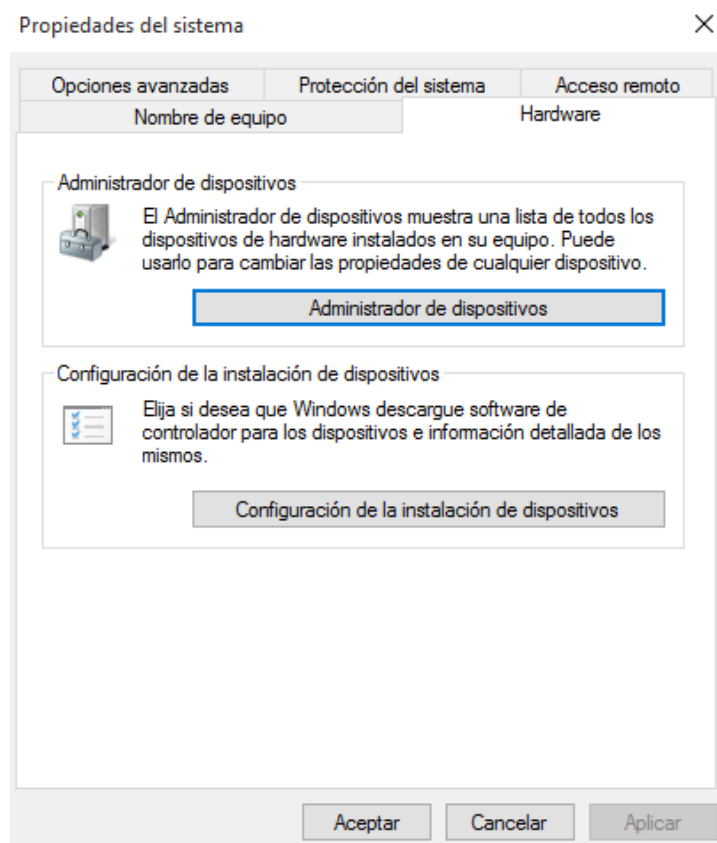 Propiedades del sistema
Opciones avanzadas
Protección del sistema
Acceso remoto
Nombre de equipo
Hardware
Administrador de dispositivos
El Administrador de dispositivos muestra una lista de todos los
dispositivos de hardware instalados en su equipo. Puede
usarlo para cambiar las propiedades de cualquier dispositivo.
Administrador de dispositivos
Configuración de la instalación de dispositivos
Elija si desea que Windows descargue software de
controlador para los dispositivos e información detallada de los
mismos.
Configuración de la instalación de dispositivos
Aceptar
Cancelar
Aplicar